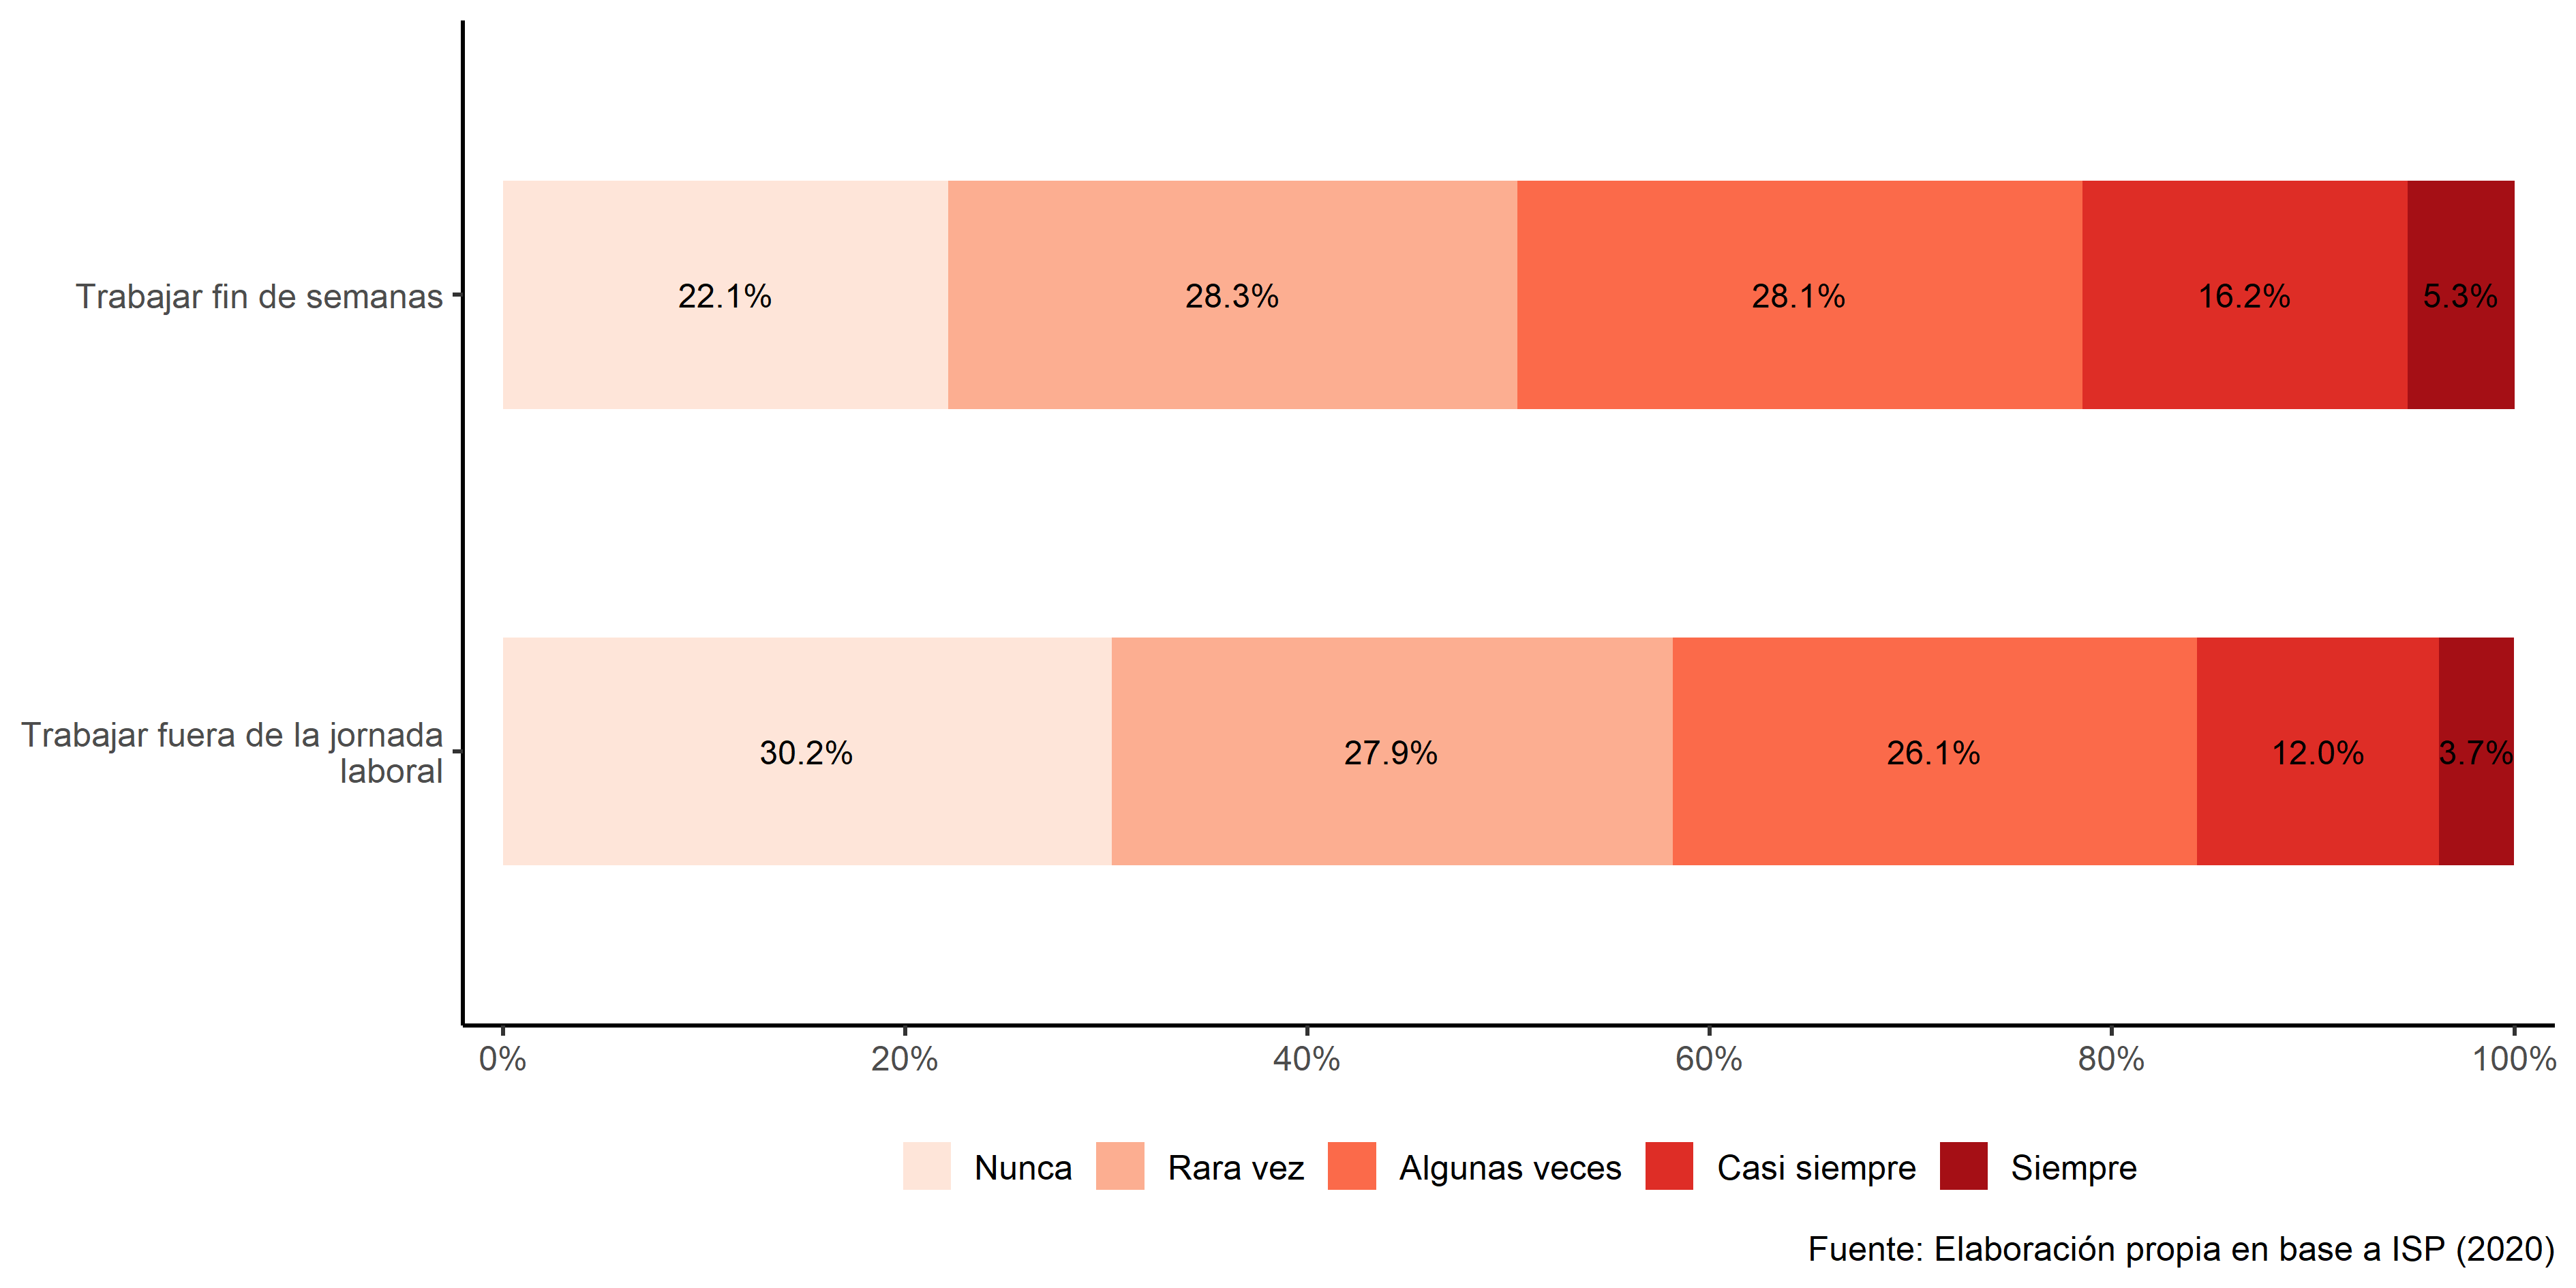 Trabajar fin de semanas
22.1% 28.3% 28.1% 16.2% 5.3%
Trabajar fuera de la jornada
laboral
30.2% 27.9% 26.1% 12.0% 3.7%
0% 20% 40% 60% 80% 100%
Nunca Rara vez Algunas veces Casi siempre Siempre
Fuente: Elaboración propia en base a ISP (2020)